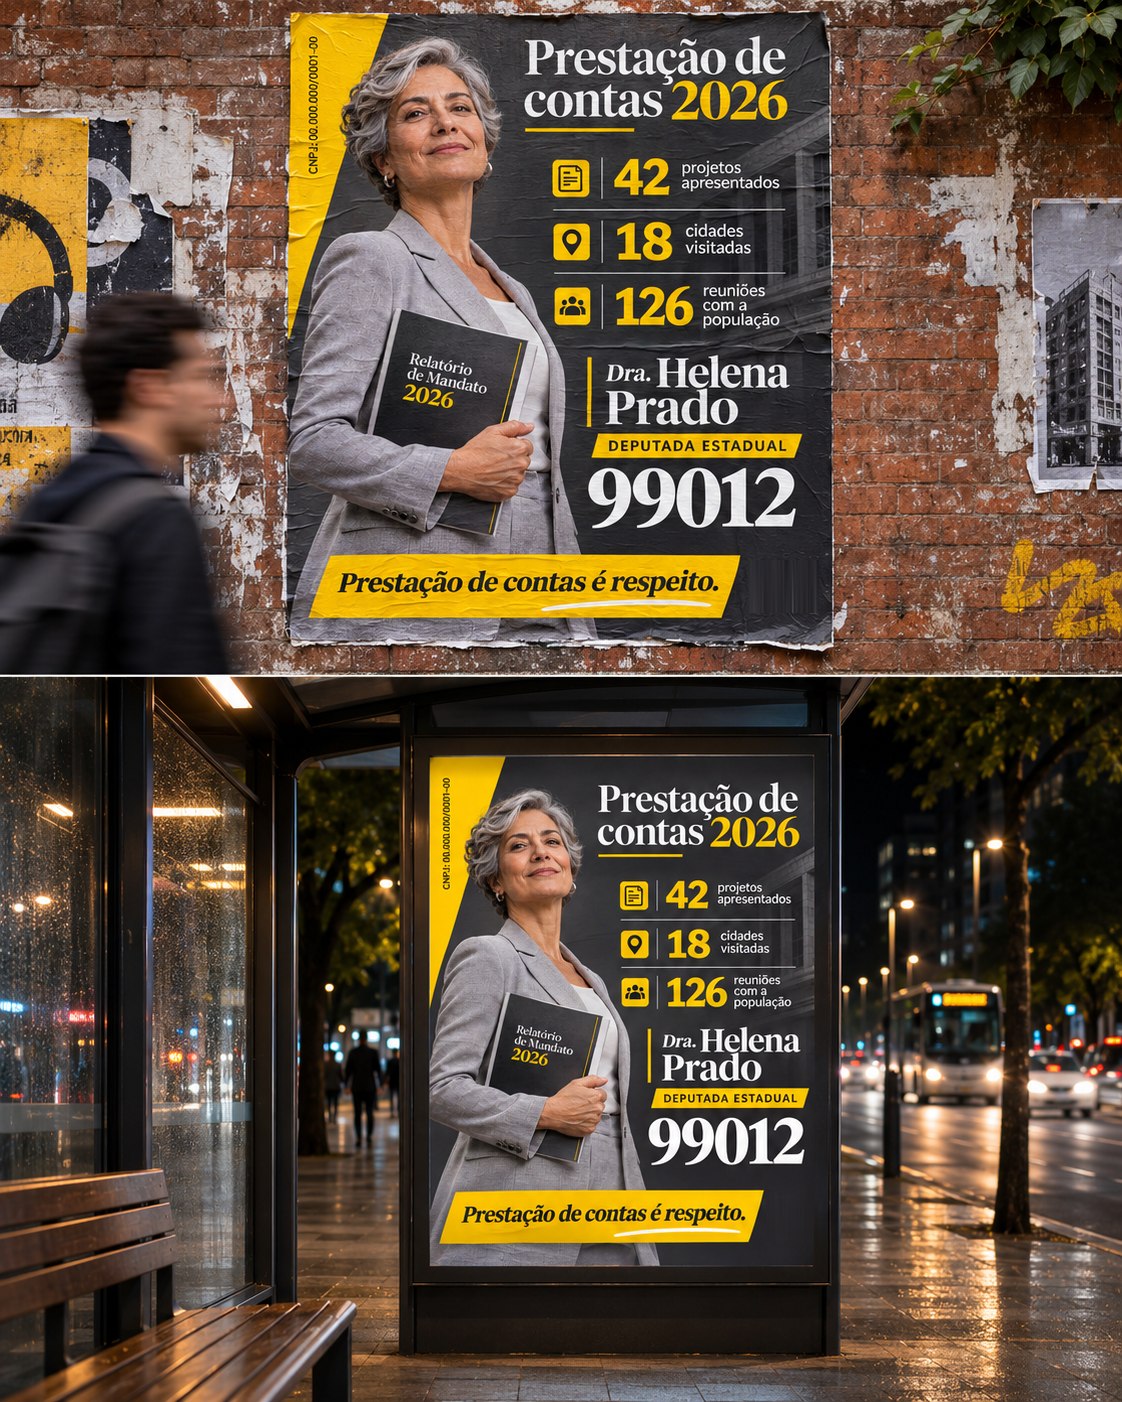 CNPJ: 00.000.000/0001-00
Prestação de
contas 2026
42 projetos
apresentados
18 cidades
visitadas
126 reuniões
com a
população
Relatório
de Mandato
2026
Dra. Helena
Prado
DEPUTADA ESTADUAL
99012
Prestação de contas é respeito.
CNPJ: 00.000.000/0001-00
Prestação de
contas 2026
42 projetos
apresentados
18 cidades
visitadas
126 reuniões
com a
população
Relatório
de Mandato
2026
Dra. Helena
Prado
DEPUTADA ESTADUAL
99012
Prestação de contas é respeito.